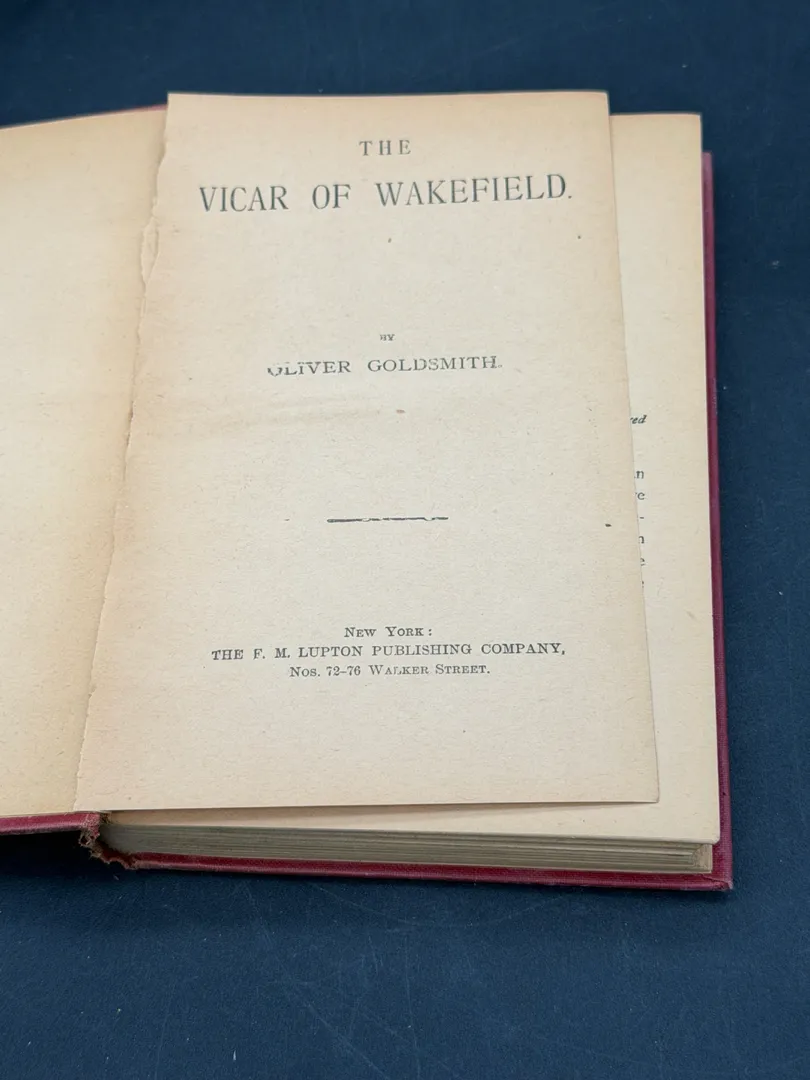 THE
VICAR OF WAKEFIELD.
BY
OLIVER GOLDSMITH.
NEW YORK:
THE F. M. LUPTON PUBLISHING COMPANY,
NOS. 72–76 WALKER STREET.